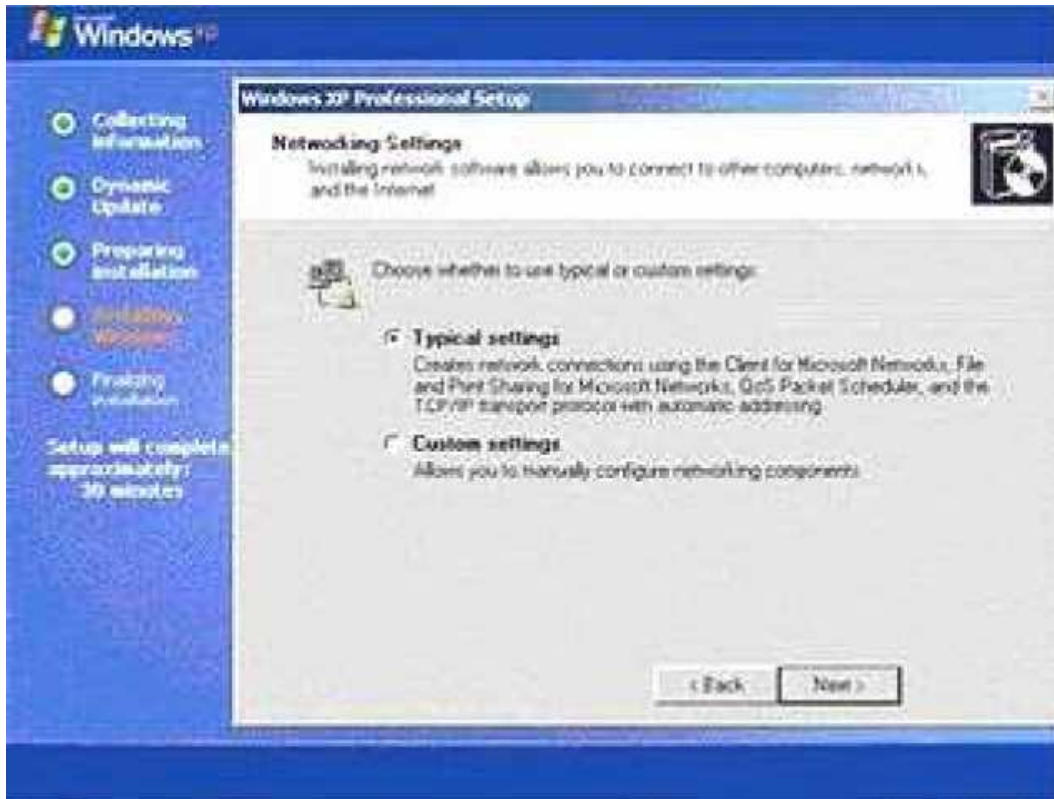 Microsoft
Windows xp
Collecting
information
Dynamic
Update
Preparing
installation
Installing
Windows
Finalizing
installation
Setup will complete
approximately:
30 minutes
Windows XP Professional Setup
Networking Settings
Installing network software allows you to connect to other computers, networks,
and the Internet
Choose whether to use typical or custom settings:
Typical settings
Creates network connections using the Client for Microsoft Networks, File
and Print Sharing for Microsoft Networks, QoS Packet Scheduler, and the
TCP/IP transport protocol with automatic addressing.
Custom settings
Allows you to manually configure networking components.
< Back
Next >